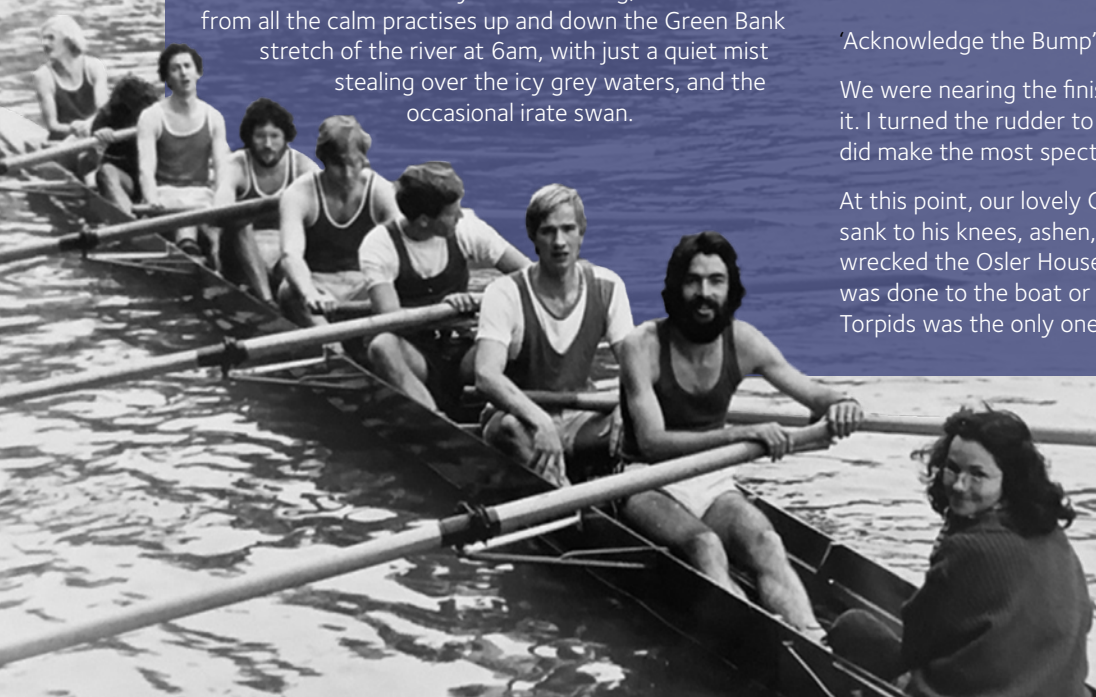 from all the calm practises up and down the Green Bank
stretch of the river at 6am, with just a quiet mist
stealing over the icy grey waters, and the
occasional irate swan.
'Acknowledge the Bump'
We were nearing the
it. I turned the rudder to
did make the most
At this point, our lovely
sank to his knees, ashen,
wrecked the Osler House
was done to the boat or
Torpids was the only one